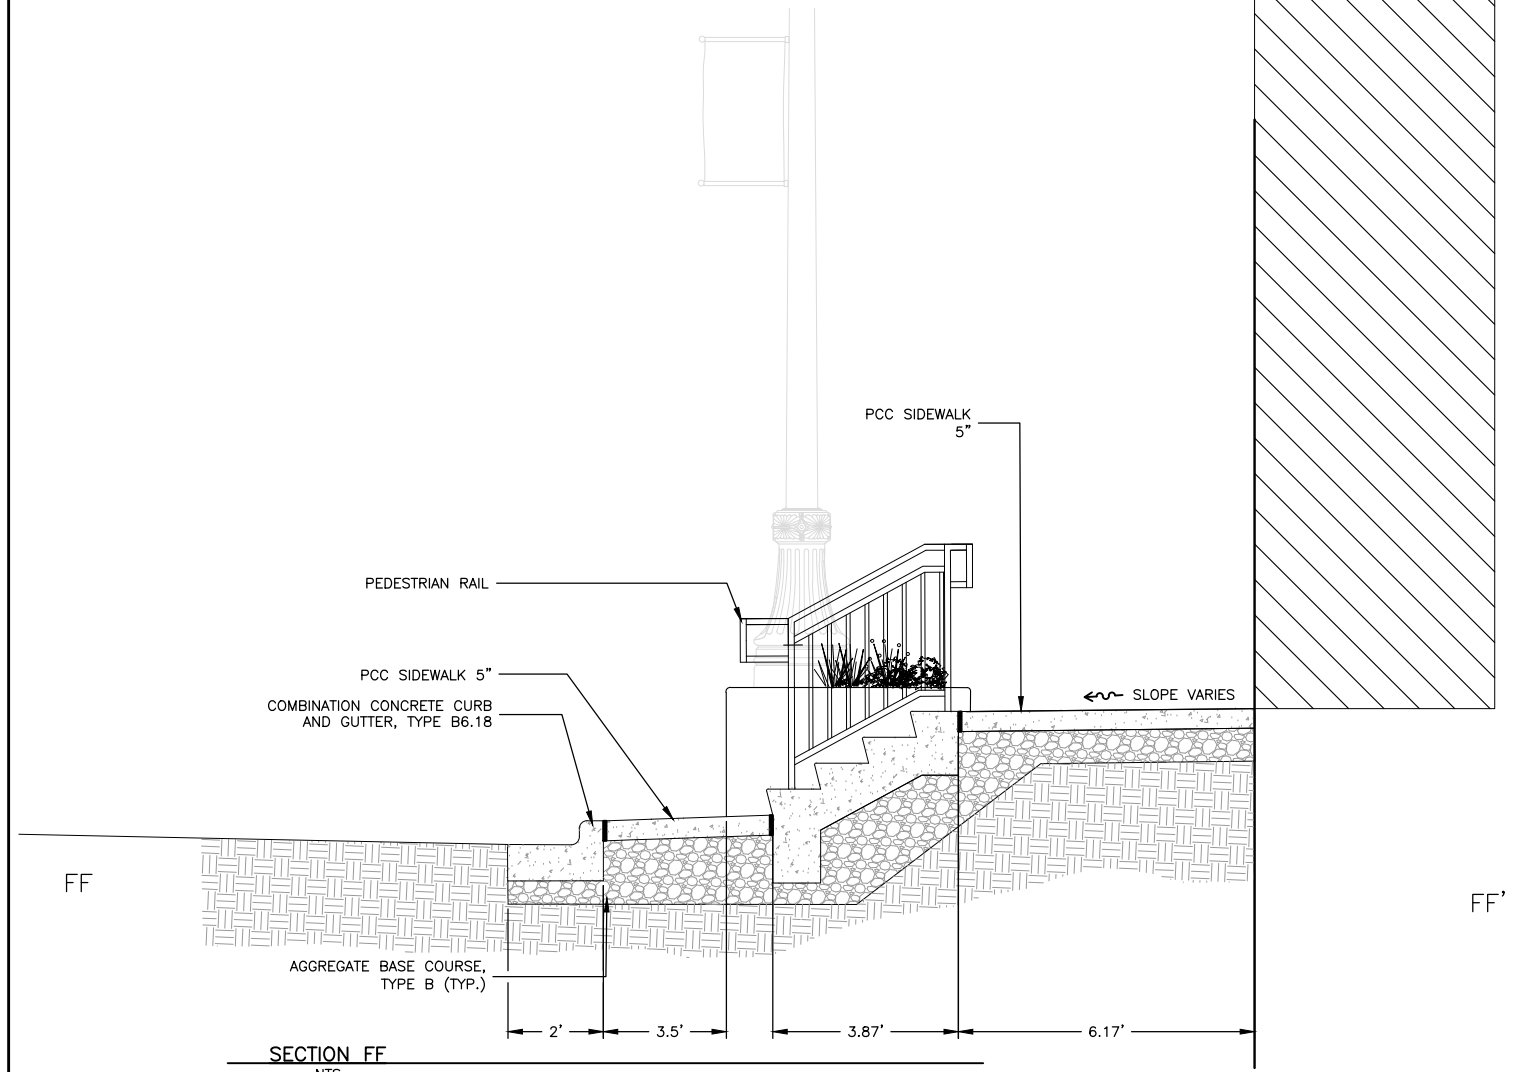 PCC SIDEWALK
5”
PEDESTRIAN RAIL
PCC SIDEWALK 5”
SLOPE VARIES
COMBINATION CONCRETE CURB
AND GUTTER, TYPE B6.18
FF
FF’
AGGREGATE BASE COURSE,
TYPE B (TYP.)
2’ 3.5’ 3.87’ 6.17’
SECTION FF
NTS